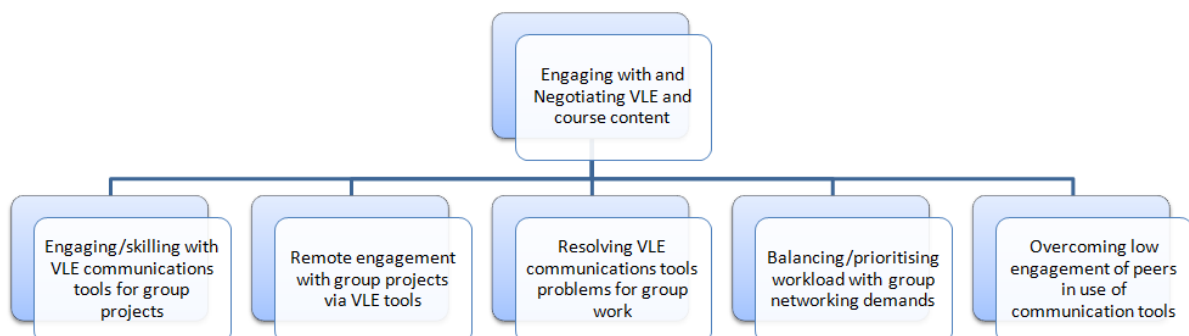 Engaging with and
Negotiating VLE and
course content
Engaging/skilling with
VLE communications
tools for group
projects
Remote engagement
with group projects
via VLE tools
Resolving VLE
communications tools
problems for group
work
Balancing/prioritising
workload with group
networking demands
Overcoming low
engagement of peers
in use of
communication tools